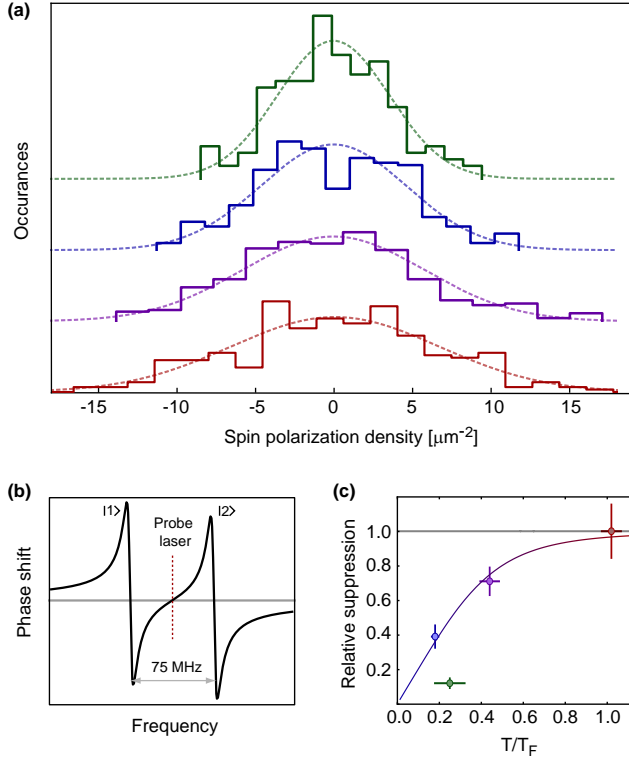 (a)
Occurances
-15 -10 -5 0 5 10 15
Spin polarization density [μm-2]
(b)
|1> |2>
Probe
laser
Phase shift
75 MHz
Frequency
(c)
Relative suppression
1.0
0.8
0.6
0.4
0.2
0.0 0.2 0.4 0.6 0.8 1.0
T/TF